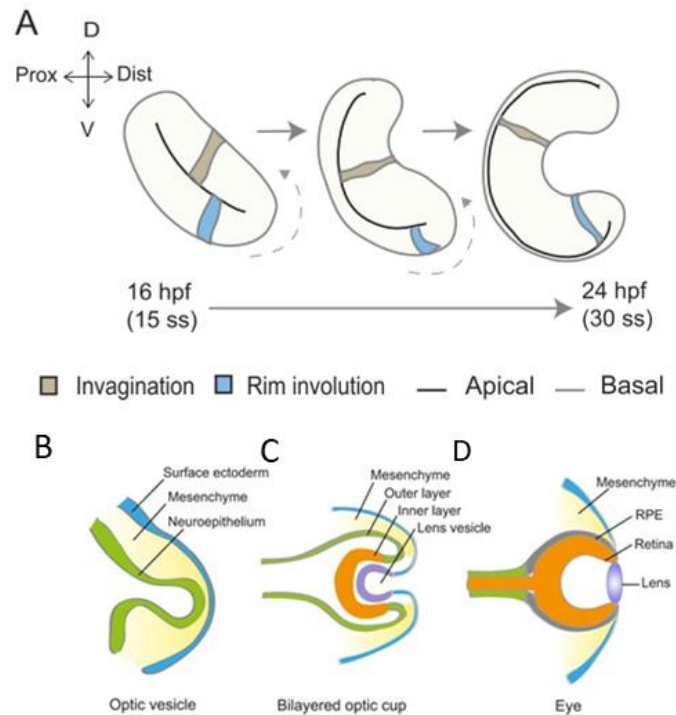 A
D
Prox Dist
V
16 hpf
(15 ss)
24 hpf
(30 ss)
Invagination Rim involution Apical Basal
B
Surface ectoderm
Mesenchyme
Neuroepithelium
Optic vesicle
C
Mesenchyme
Outer layer
Inner layer
Lens vesicle
Bilayered optic cup
D
Mesenchyme
RPE
Retina
Lens
Eye